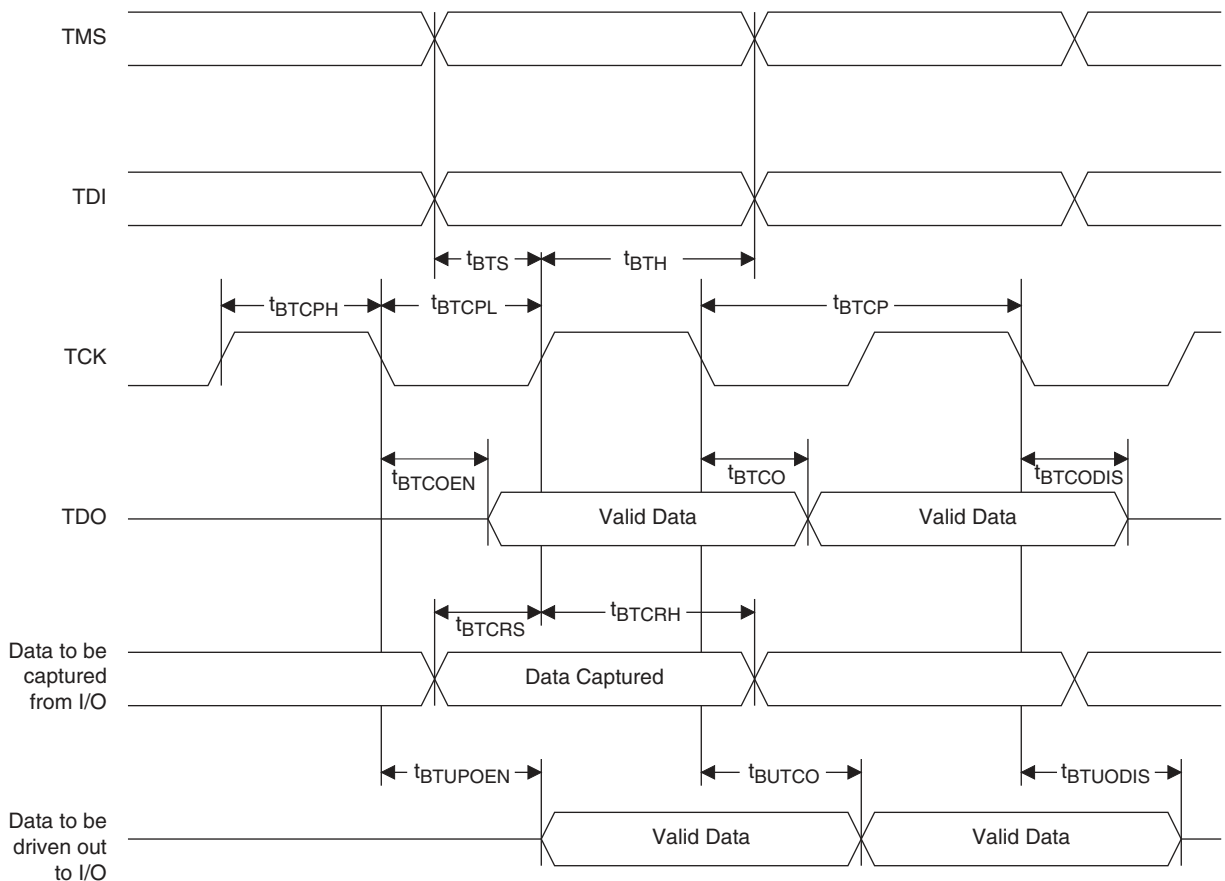 TMS
TDI
tBTS
tBTH
tBTCPH
tBTCPL
tBTCP
TCK
tBTCOEN
tBTCO
tBTCODIS
TDO
Valid Data
Valid Data
tBTCRS
tBTCRH
Data to be
captured
from I/O
Data Captured
tBTUPOEN
tBUTCO
tBTUODIS
Data to be
driven out
to I/O
Valid Data
Valid Data